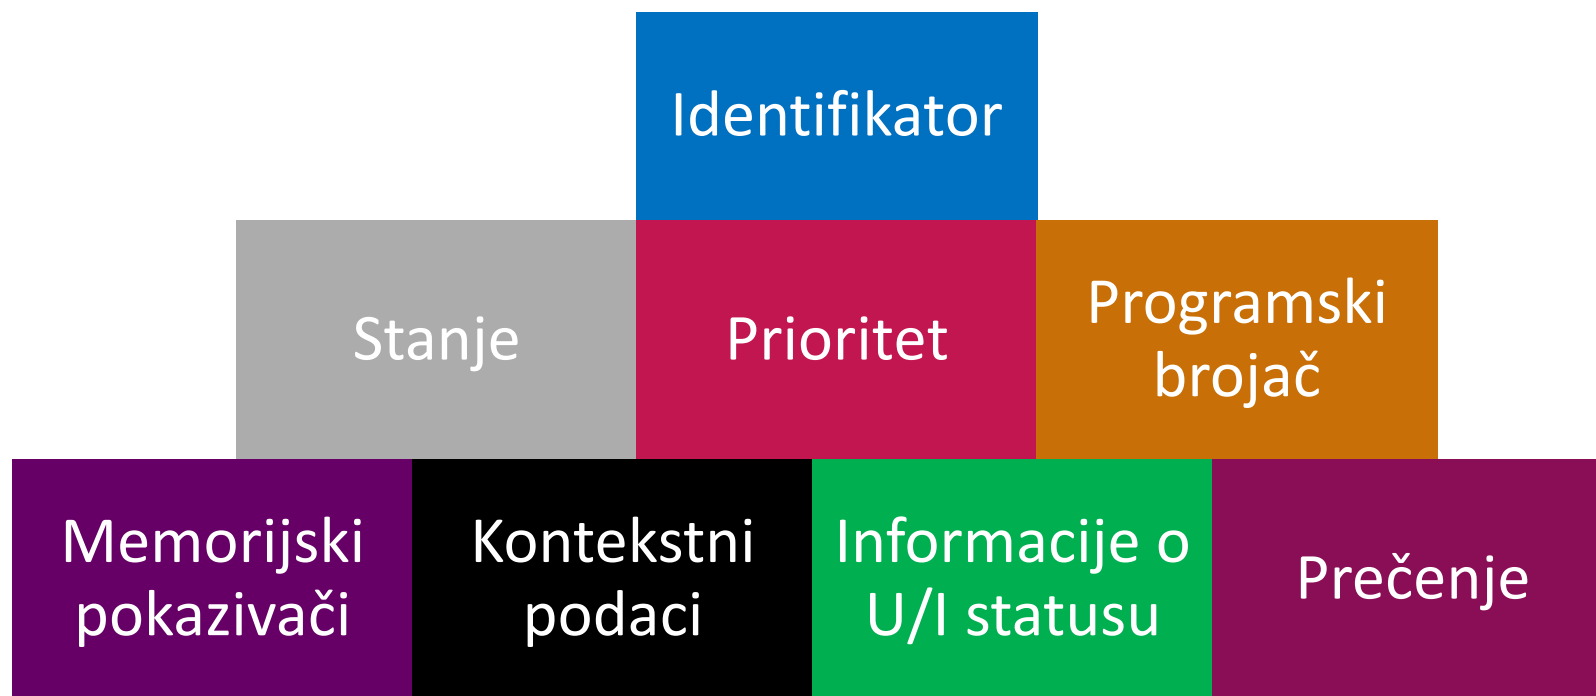 Identifikator
Stanje
Prioritet
Programski
brojač
Memorijski
pokazivači
Kontekstni
podaci
Informacije o
U/I statusu
Prečenje